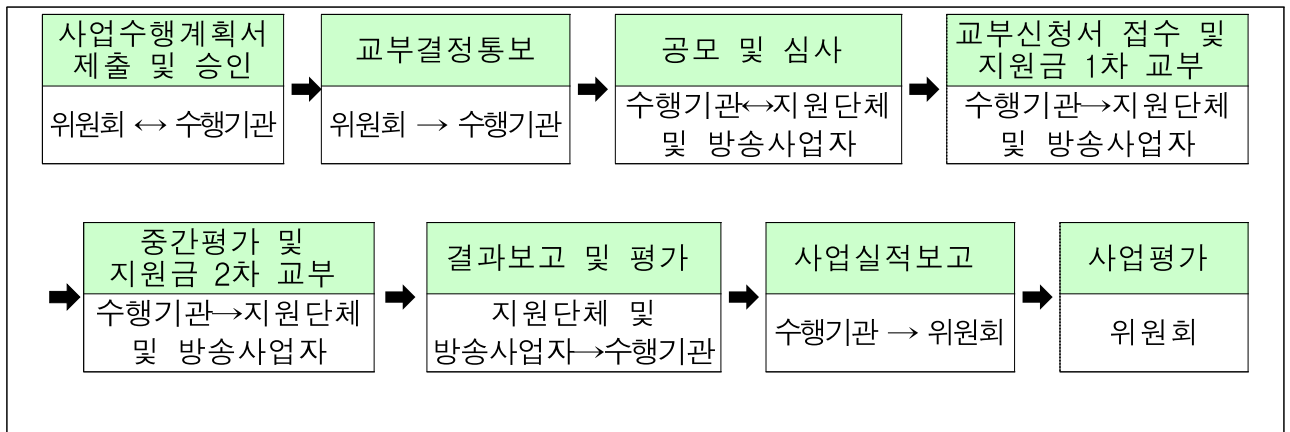 사업수행계획서
제출 및 승인
위원회 ↔ 수행기관
교부결정통보
위원회 → 수행기관
공모 및 심사
수행기관↔지원단체
및 방송사업자
교부신청서 접수 및
지원금 1차 교부
수행기관→지원단체
및 방송사업자
중간평가 및
지원금 2차 교부
수행기관→지원단체
및 방송사업자
결과보고 및 평가
지원단체 및
방송사업자→수행기관
사업실적보고
수행기관 → 위원회
사업평가
위원회